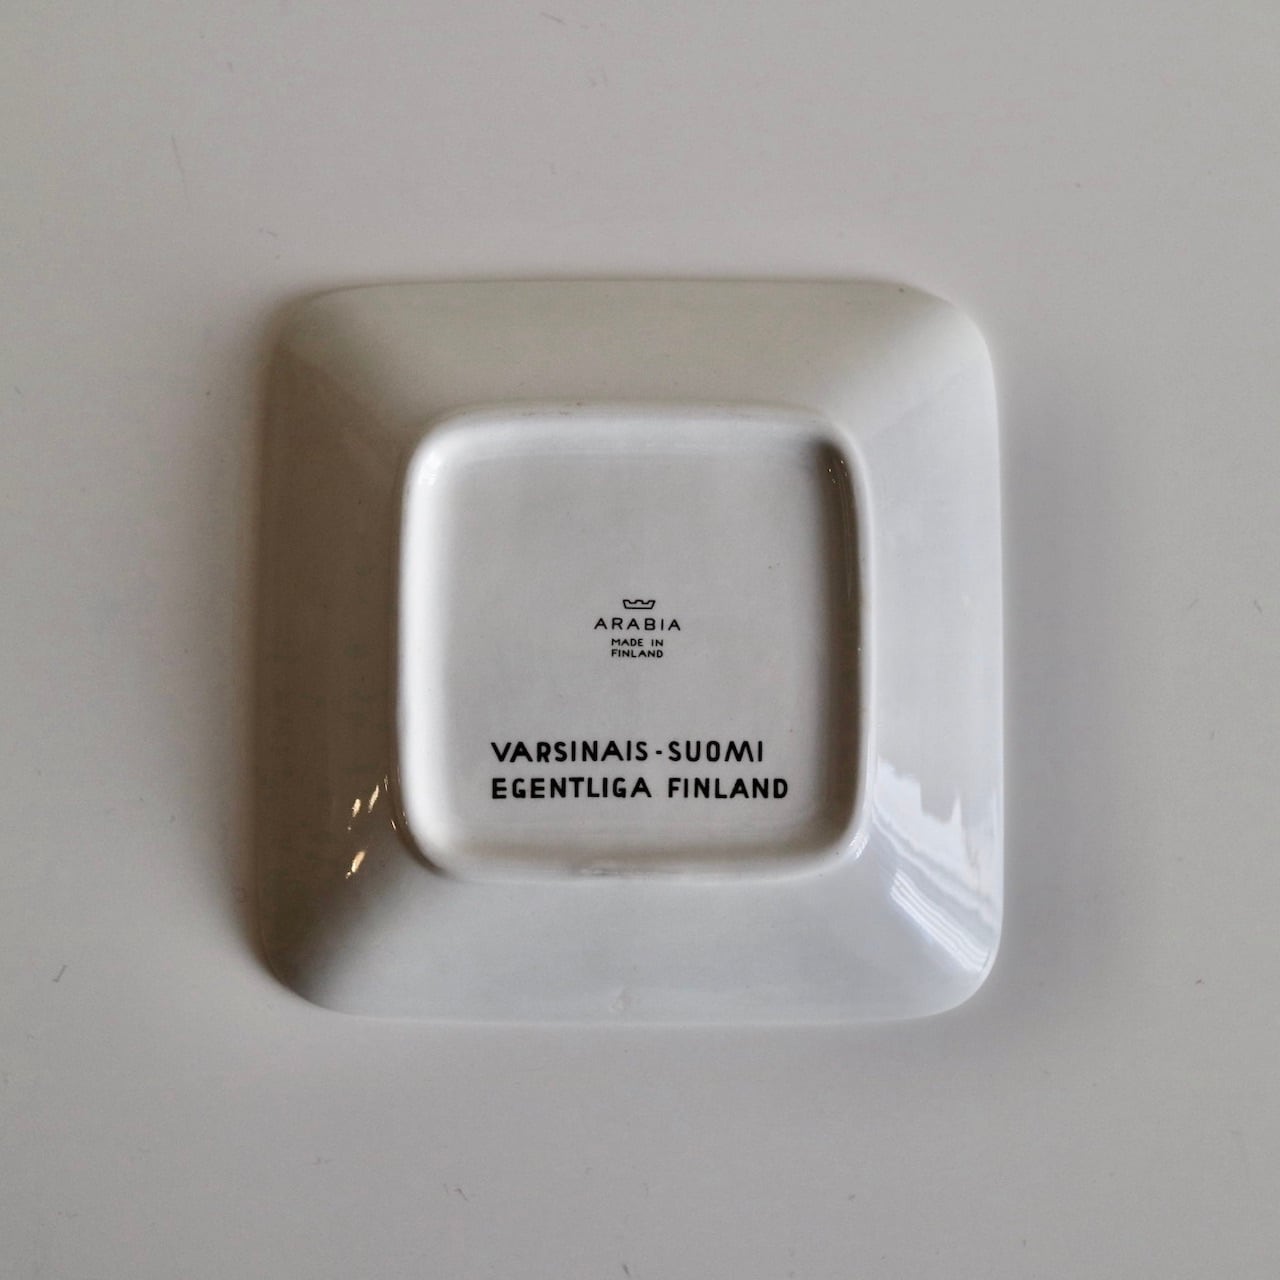 ARABIA
MADE IN
FINLAND
VARSINAIS-SUOMI
EGENTLIGA FINLAND